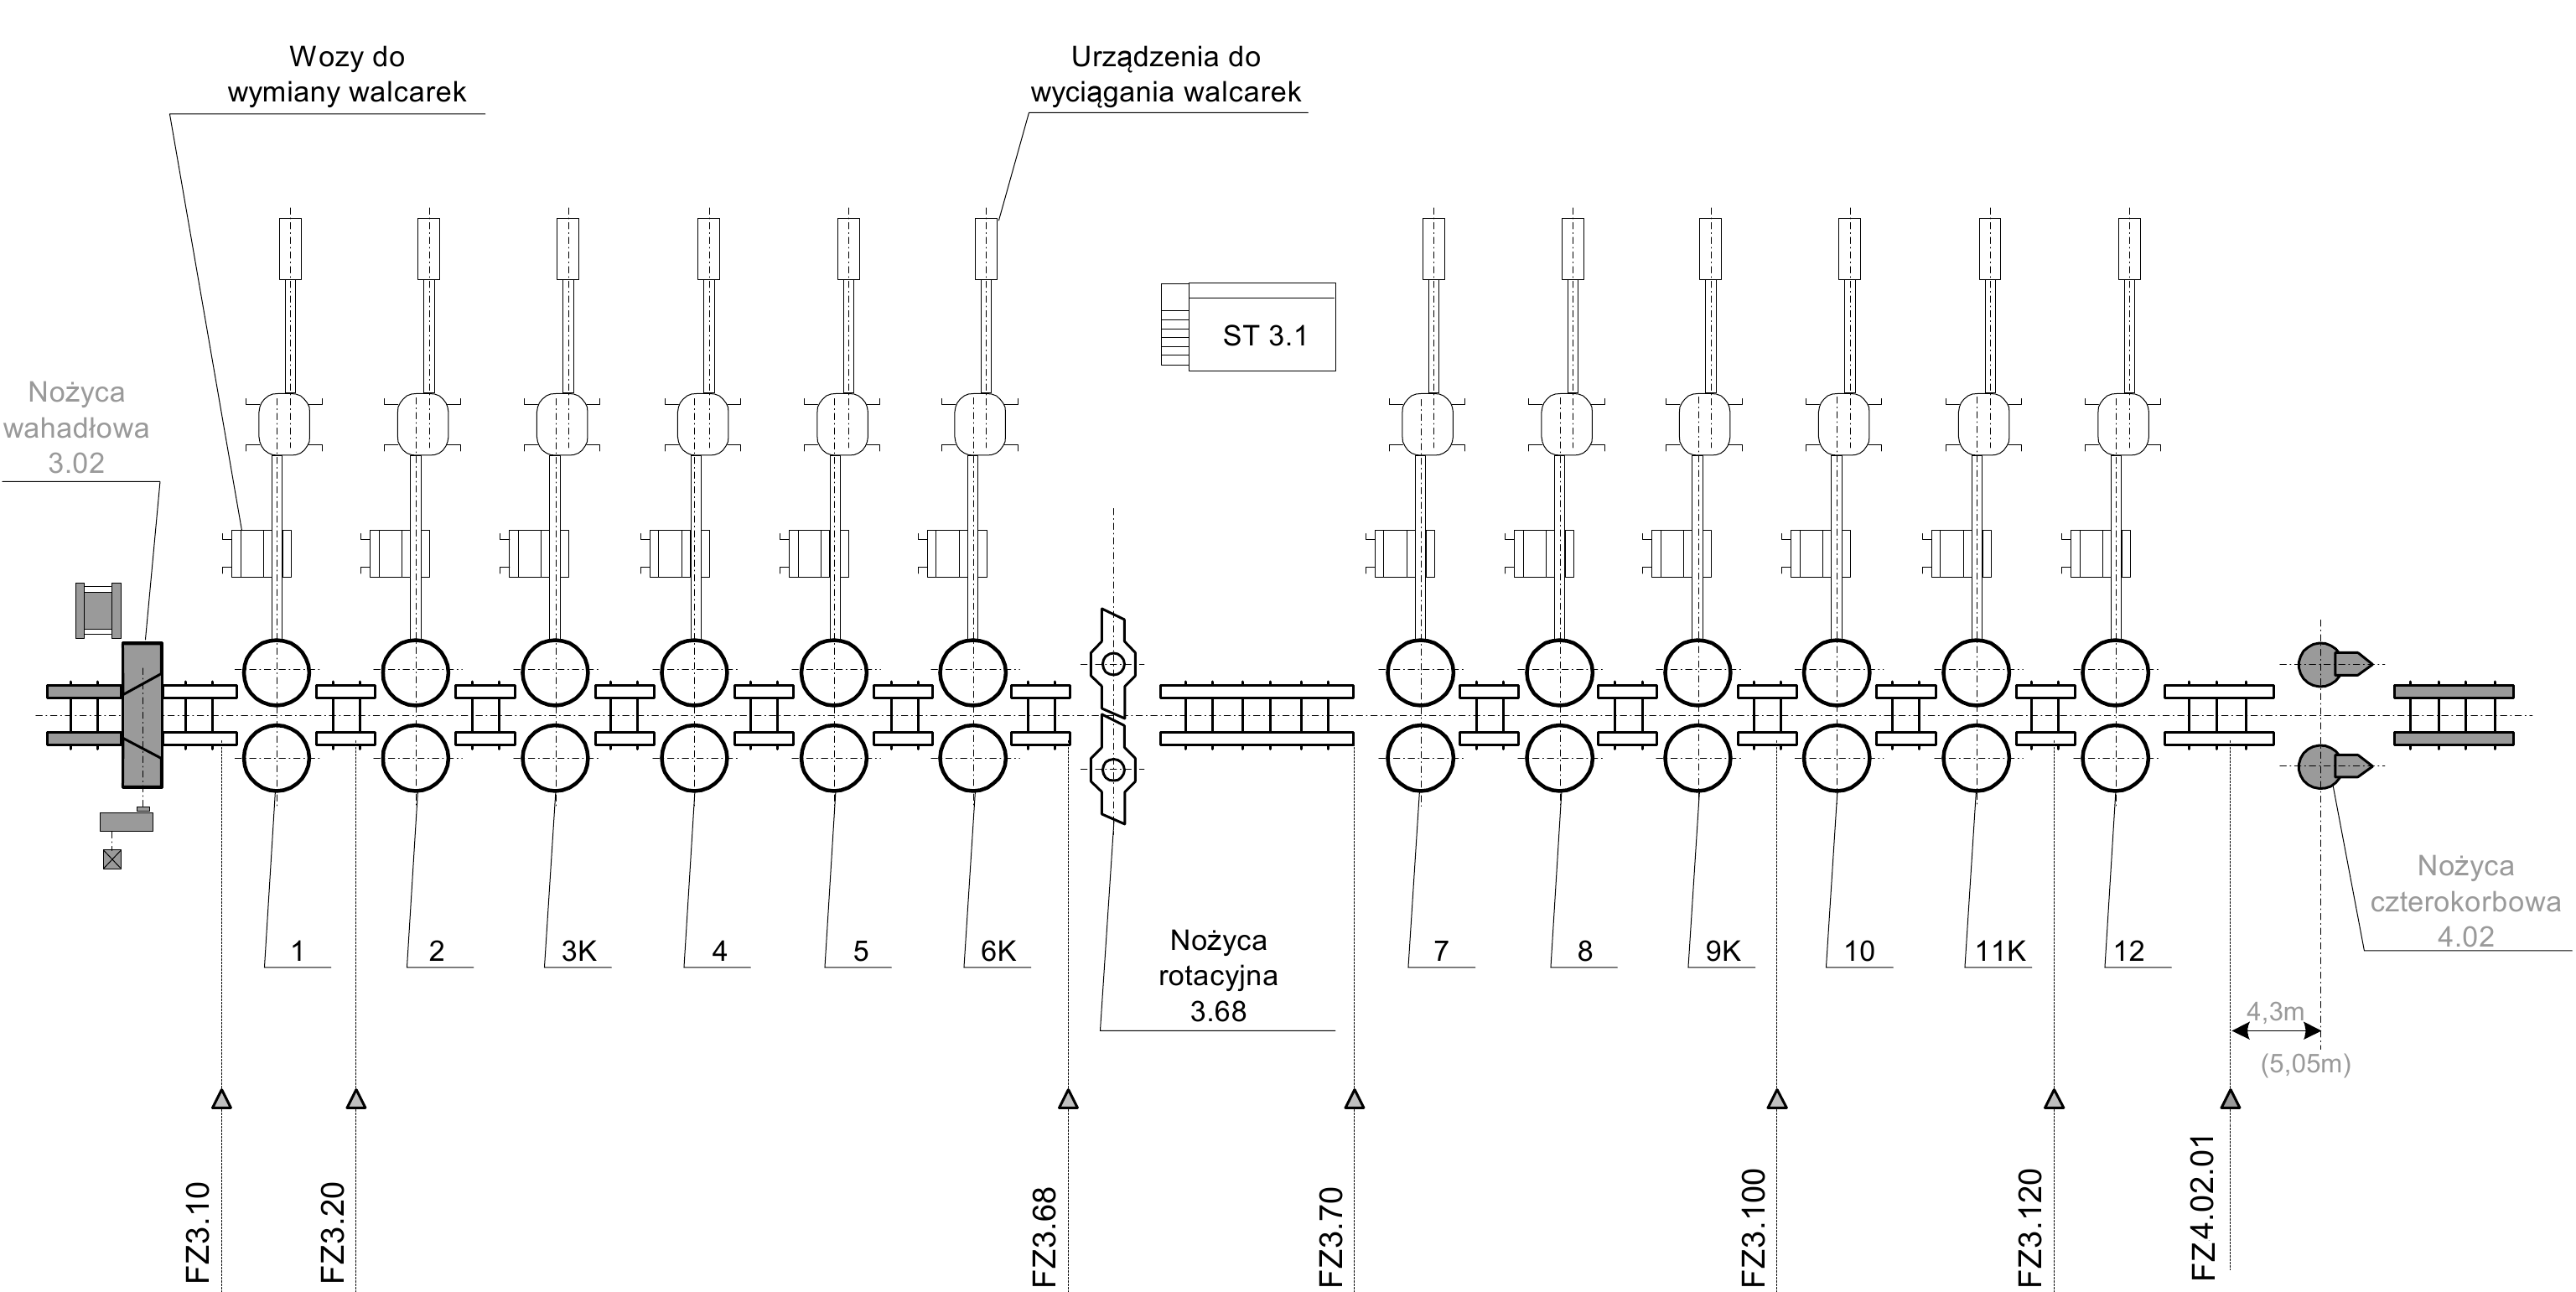 Wozy do
wymiany walcarek
Urządzenia do
wyciągania walcarek
ST 3.1
Nożyca
wahadłowa
3.02
1
2
3K
4
5
6K
Nożyca
rotacyjna
3.68
7
8
9K
10
11K
12
Nożyca
czterokorbowa
4.02
4,3m
(5,05m)
FZ3.10
FZ3.20
FZ3.68
FZ3.70
FZ3.100
FZ3.120
FZ4.02.01